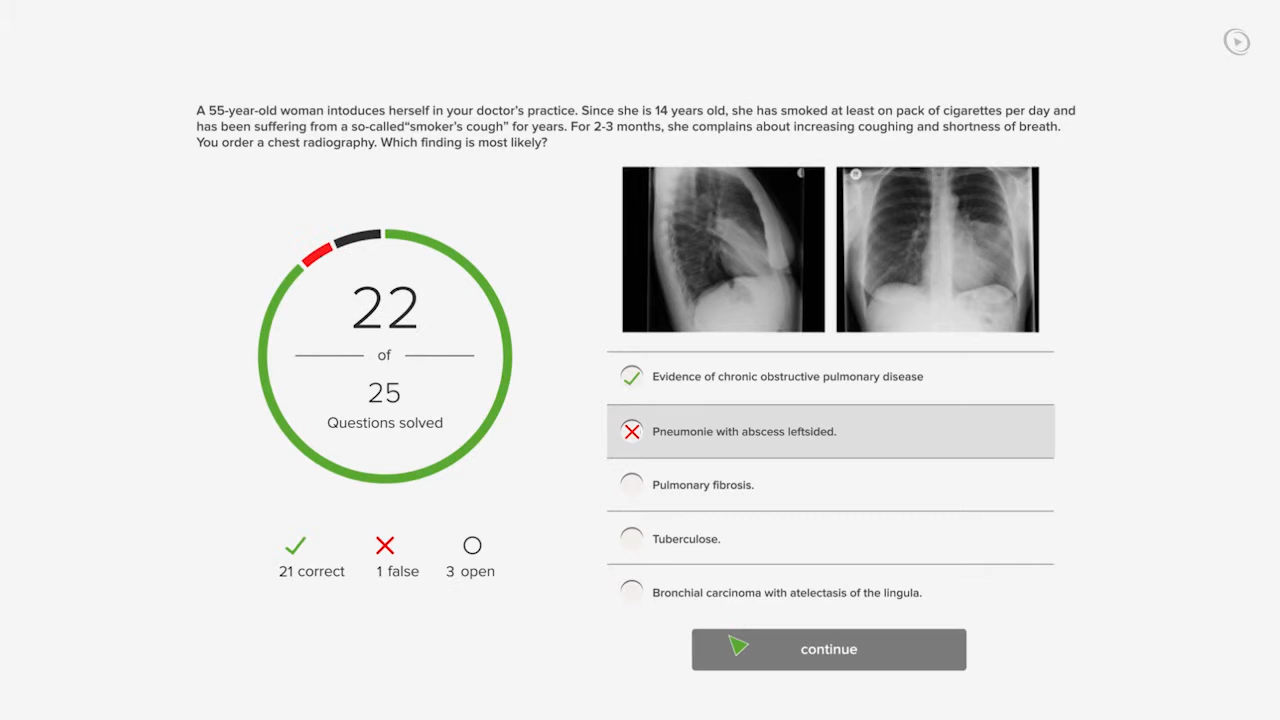 A 55-year-old woman intoduces herself in your doctor's practice. Since she is 14 years old, she has smoked at least on pack of cigarettes per day and
has been suffering from a so-called“smoker's cough” for years. For 2-3 months, she complains about increasing coughing and shortness of breath.
You order a chest radiography. Which finding is most likely?
22
of
25
Questions solved
21 correct
1 false
3 open
Evidence of chronic obstructive pulmonary disease
Pneumonie with abscess leftsided.
Pulmonary fibrosis.
Tuberculose.
Bronchial carcinoma with atelectasis of the lingula.
continue